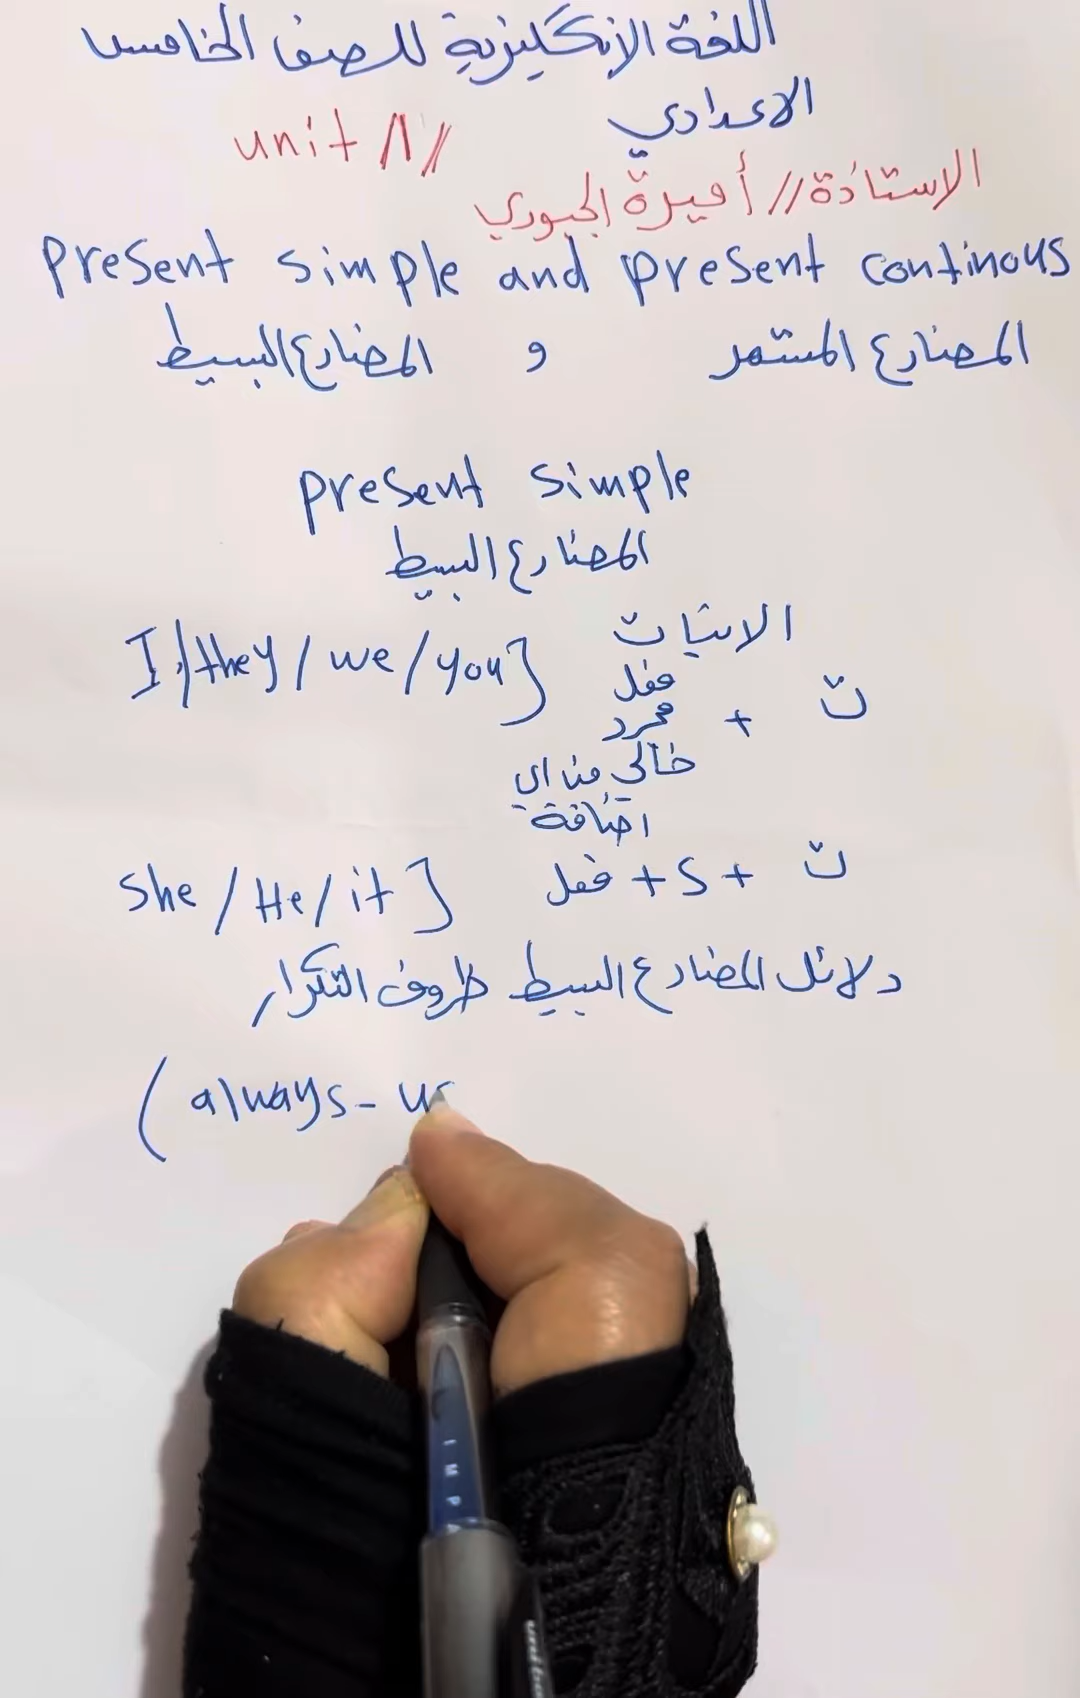 اللغة الانكليزية للصف الخامس
الاعدادي
unit /1/
الاستاذة // أميرة الجبوري
present simple and present continous
المضارع البسيط و المضارع المستمر
present simple
المضارع البسيط
الاثبات
I / they / we / you }
فعل
مجرد + ت
خالي من اي
اضافة
she / He / it }
ت + s + فعل
دلائل المضارع البسيط ظروف التكرار
( always -
IMP